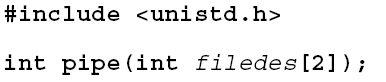 #include <unistd.h>
int pipe(int filedes[2]);